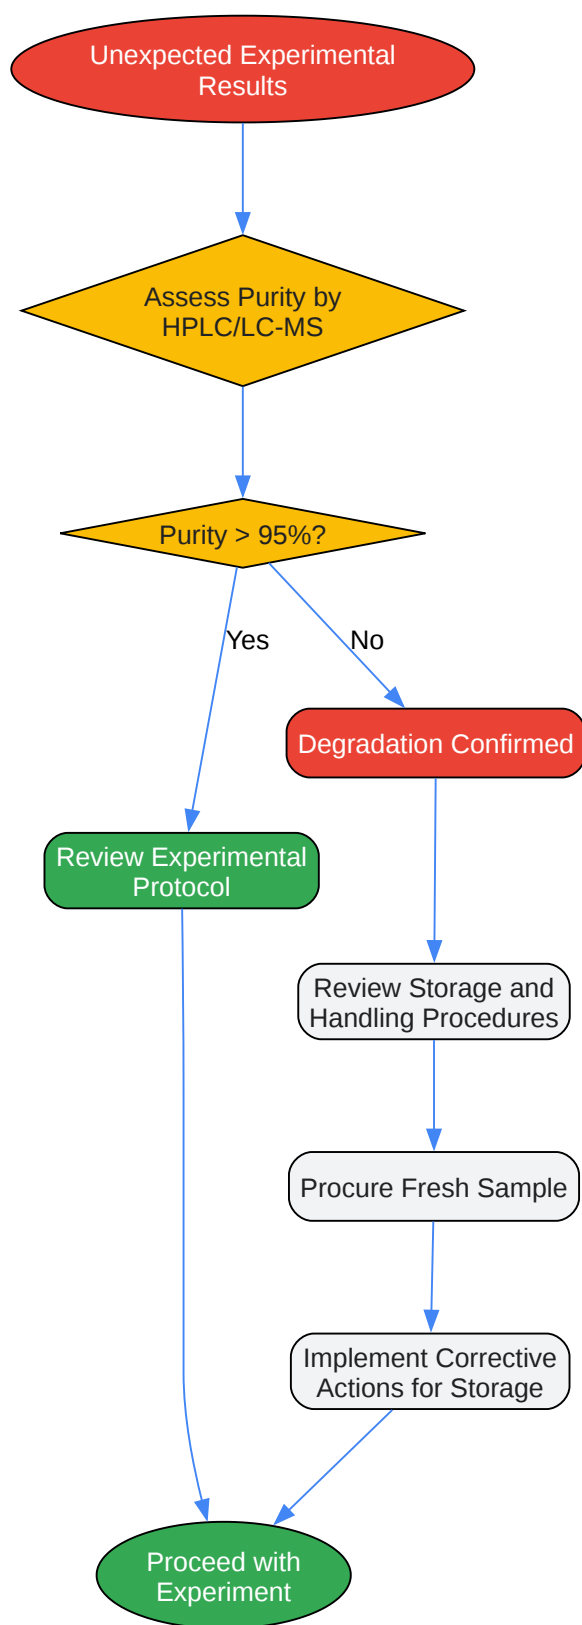 Unexpected Experimental
Results
Assess Purity by
HPLC/LC-MS
Purity > 95%?
Yes
No
Degradation Confirmed
Review Experimental
Protocol
Review Storage and
Handling Procedures
Procure Fresh Sample
Implement Corrective
Actions for Storage
Proceed with
Experiment